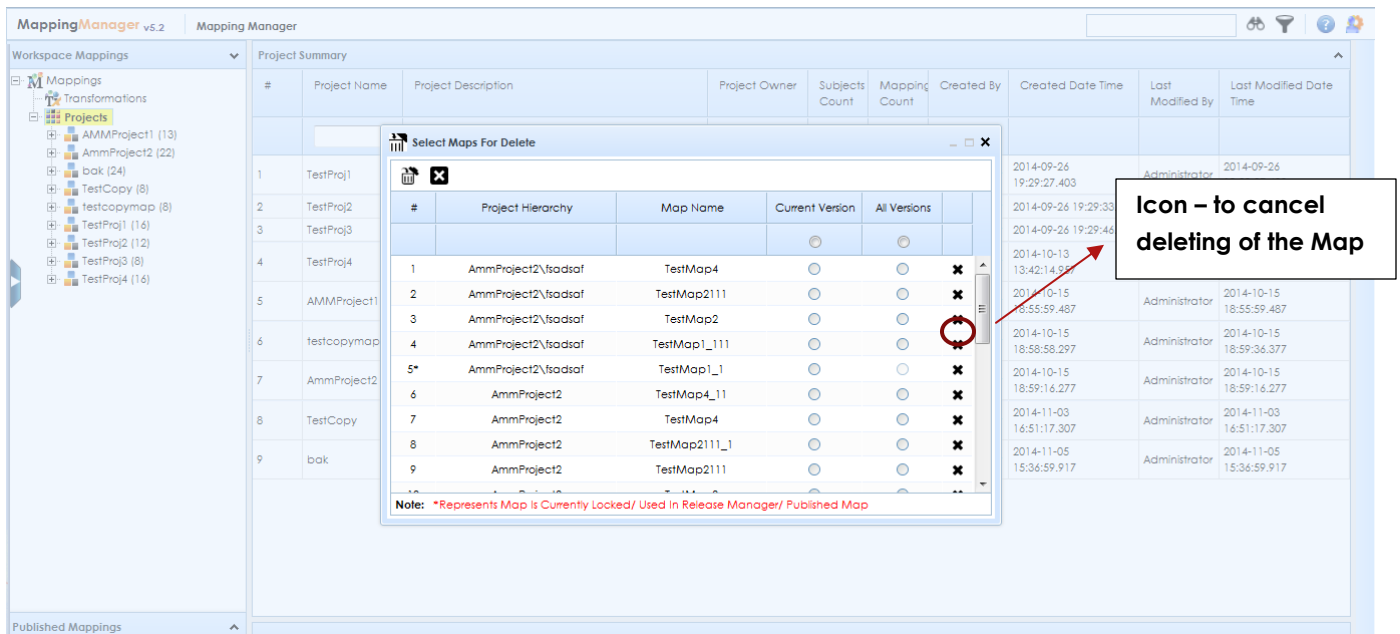 MappingManager v5.2 Mapping Manager
Workspace Mappings
Mappings
Transformations
Projects
AMMProject1 (13)
AmmProject2 (22)
bak (24)
TestCopy (8)
testcopymap (8)
TestProj1 (16)
TestProj2 (12)
TestProj3 (8)
TestProj4 (16)
Published Mappings
Project Summary
# Project Name Project Description Project Owner Subjects Count Mapping Count Created By Created Date Time Last Modified By Last Modified Date Time
1 TestProj1 2014-09-26 19:29:27.403 Administrator 2014-09-26
2 TestProj2 2014-09-26 19:29:33
3 TestProj3 2014-09-26 19:29:46
4 TestProj4 2014-10-13 13:42:14.957
5 AMMProject1 2014-10-15 18:55:59.487 Administrator 2014-10-15 18:55:59.487
6 testcopymap 2014-10-15 18:58:58.297 Administrator 2014-10-15 18:59:36.377
7 AmmProject2 2014-10-15 18:59:16.277 Administrator 2014-10-15 18:59:16.277
8 TestCopy 2014-11-03 16:51:17.307 Administrator 2014-11-03 16:51:17.307
9 bak 2014-11-05 15:36:59.917 Administrator 2014-11-05 15:36:59.917
Select Maps For Delete
# Project Hierarchy Map Name Current Version All Versions
1 AmmProject2\fsadsaf TestMap4
2 AmmProject2\fsadsaf TestMap2111
3 AmmProject2\fsadsaf TestMap2
4 AmmProject2\fsadsaf TestMap1_111
5* AmmProject2\fsadsaf TestMap1_1
6 AmmProject2 TestMap4_11
7 AmmProject2 TestMap4
8 AmmProject2 TestMap2111_1
9 AmmProject2 TestMap2111
Note: *Represents Map Is Currently Locked/ Used In Release Manager/ Published Map
Icon – to cancel
deleting of the Map